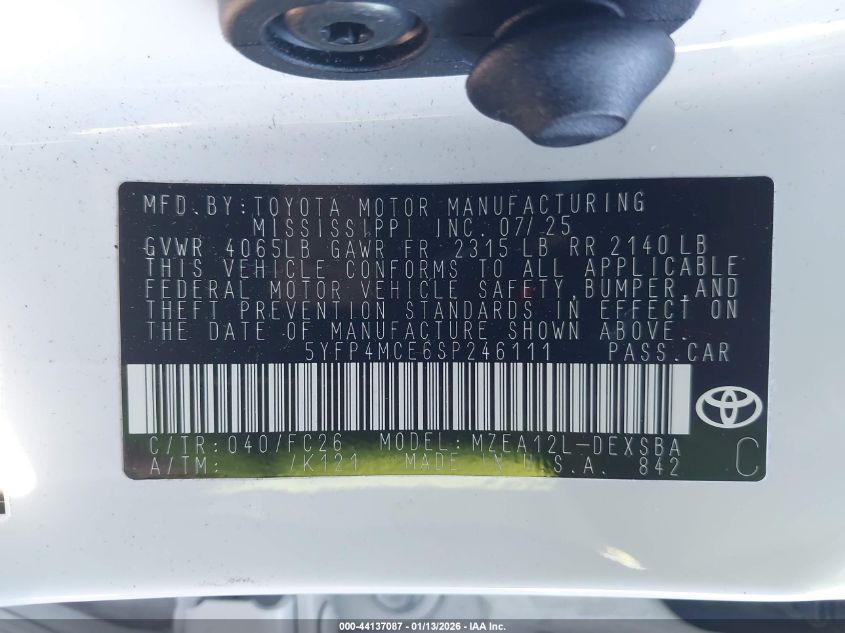 MFD. BY: TOYOTA MOTOR MANUFACTURING
MISSISSIPPI INC. 07/25
GVWR 4065LB GAWR FR 2315 LB RR 2140 LB
THIS VEHICLE CONFORMS TO ALL APPLICABLE
FEDERAL MOTOR VEHICLE SAFETY, BUMPER, AND
THEFT PREVENTION STANDARDS IN EFFECT ON
THE DATE OF MANUFACTURE SHOWN ABOVE.
5YFP4MCE6SP246111 PASS. CAR
C/TR: 040/FC26 MODEL: MZEA12L-DEXSBA
A/TM: /K121 MADE IN U.S.A. 842 C
000-44137087 - 01/13/2026 - IAA Inc.